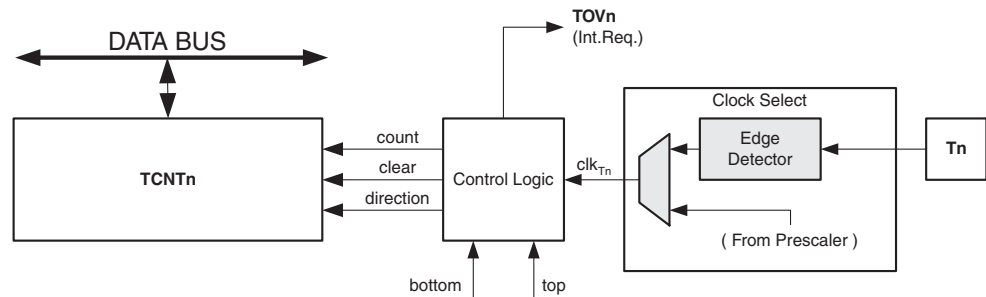 TOVn
(Int.Req.)
DATA BUS
Clock Select
count
Edge
Detector
Tn
TCNTn
clear
Control Logic
clkTn
direction
( From Prescaler )
bottom
top